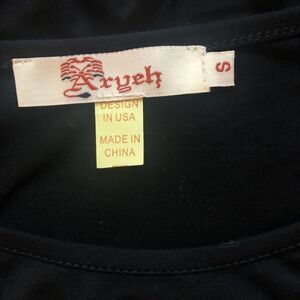 Aryeh
S
DESIGN
IN USA
MADE IN
CHINA